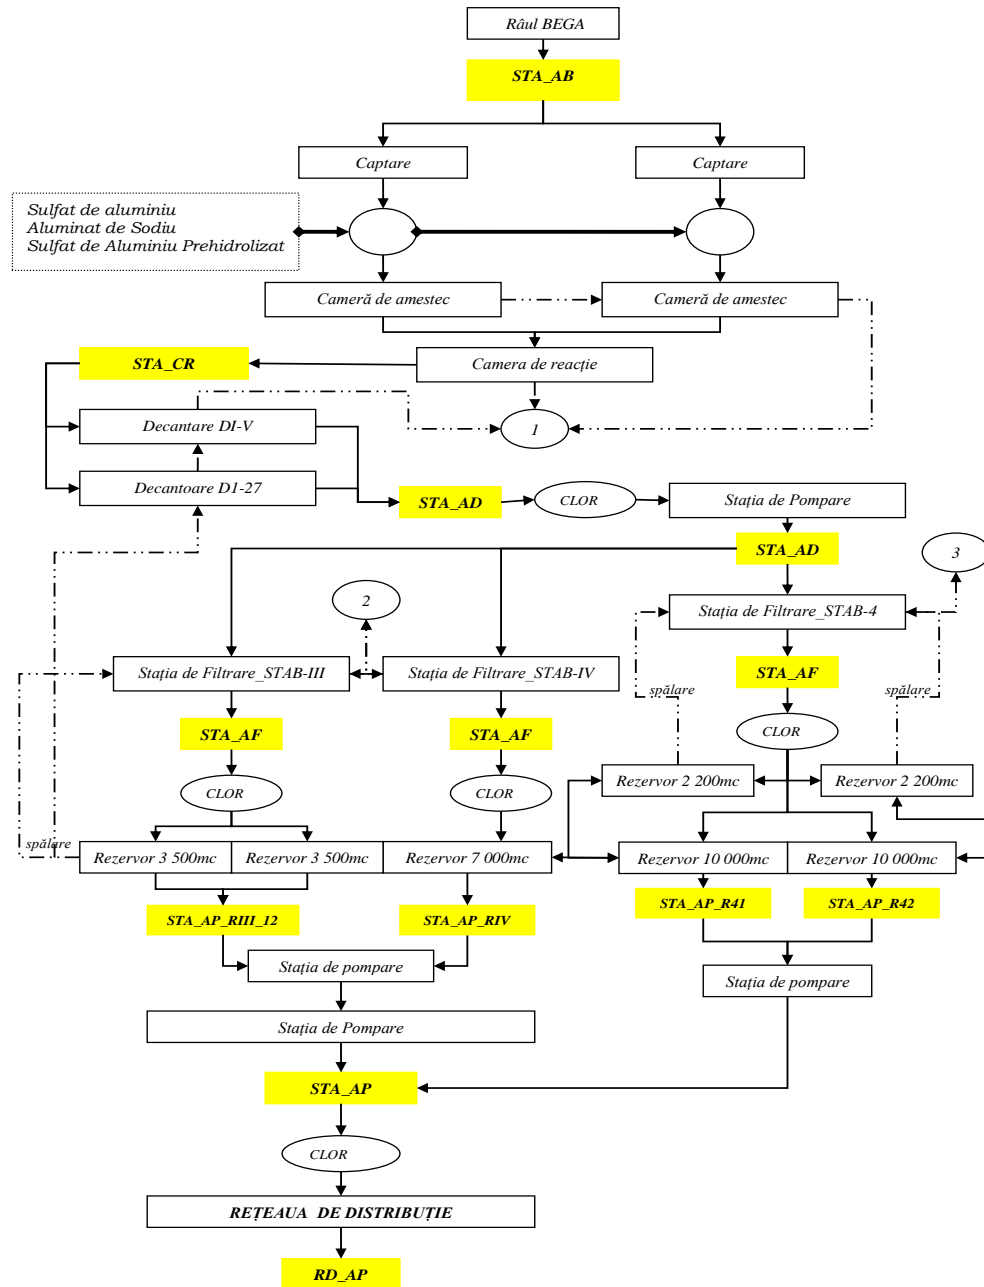 Râul BEGA
STA_AB
Captare
Captare
Sulfat de aluminiu
Aluminat de Sodiu
Sulfat de Aluminiu Prehidrolizat
Cameră de amestec
Cameră de amestec
STA_CR
Camera de reacție
Decantare DI-V
1
Decantoare D1-27
STA_AD
CLOR
Stația de Pompare
STA_AD
3
2
Stația de Filtrare_STAB-4
Stația de Filtrare_STAB-III
Stația de Filtrare_STAB-IV
STA_AF
spălare
spălare
STA_AF
STA_AF
CLOR
CLOR
CLOR
Rezervor 2 200mc
Rezervor 2 200mc
spălare
Rezervor 3 500mc
Rezervor 3 500mc
Rezervor 7 000mc
Rezervor 10 000mc
Rezervor 10 000mc
STA_AP_RIII_12
STA_AP_RIV
STA_AP_R41
STA_AP_R42
Stația de pompare
Stația de pompare
Stația de Pompare
STA_AP
CLOR
REȚEAUA DE DISTRIBUȚIE
RD_AP